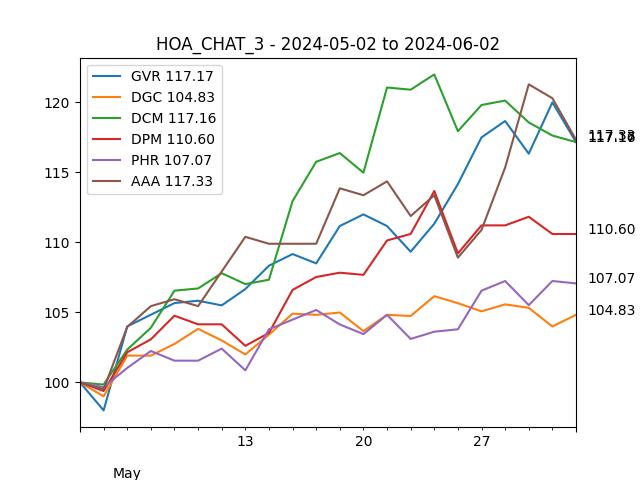 HOA_CHAT_3 - 2024-05-02 to 2024-06-02
GVR 117.17
DGC 104.83
DCM 117.16
DPM 110.60
PHR 107.07
AAA 117.33
120
115
110
105
100
117.33
110.60
107.07
104.83
13
20
27
May